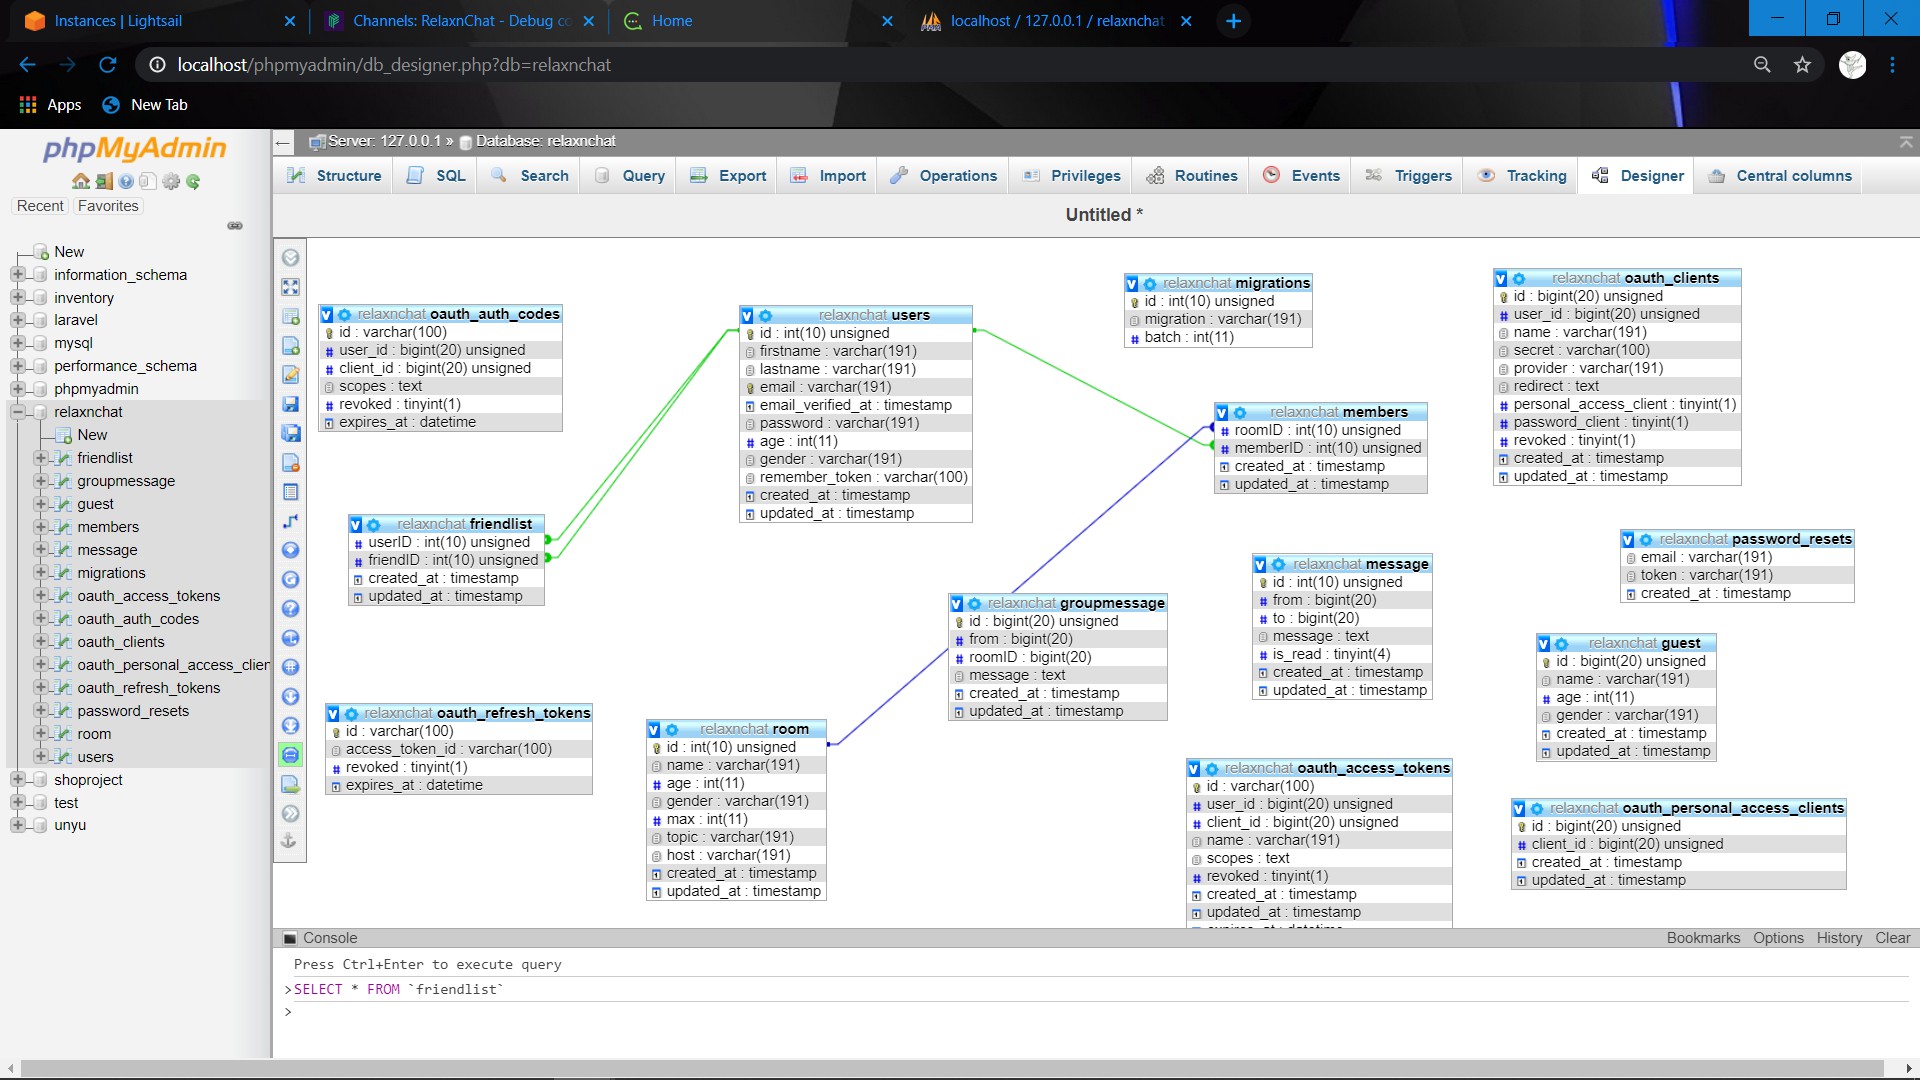 Instances | Lightsail
Channels: RelaxnChat - Debug co
Home
localhost / 127.0.0.1 / relaxnchat
localhost/phpmyadmin/db_designer.php?db=relaxnchat
Apps
New Tab
phpMyAdmin
Recent
Favorites
New
information_schema
inventory
laravel
mysql
performance_schema
phpmyadmin
relaxnchat
New
friendlist
groupmessage
guest
members
message
migrations
oauth_access_tokens
oauth_auth_codes
oauth_clients
oauth_personal_access_clien
oauth_refresh_tokens
password_resets
room
users
shoproject
test
unyu
Server: 127.0.0.1 » Database: relaxnchat
Structure
SQL
Search
Query
Export
Import
Operations
Privileges
Routines
Events
Triggers
Tracking
Designer
Central columns
Untitled *
relaxnchat oauth_auth_codes
id : varchar(100)
user_id : bigint(20) unsigned
client_id : bigint(20) unsigned
scopes : text
revoked : tinyint(1)
expires_at : datetime
relaxnchat users
id : int(10) unsigned
firstname : varchar(191)
lastname : varchar(191)
email : varchar(191)
email_verified_at : timestamp
password : varchar(191)
age : int(11)
gender : varchar(191)
remember_token : varchar(100)
created_at : timestamp
updated_at : timestamp
relaxnchat migrations
id : int(10) unsigned
migration : varchar(191)
batch : int(11)
relaxnchat oauth_clients
id : bigint(20) unsigned
user_id : bigint(20) unsigned
name : varchar(191)
secret : varchar(100)
provider : varchar(191)
redirect : text
personal_access_client : tinyint(1)
password_client : tinyint(1)
revoked : tinyint(1)
created_at : timestamp
updated_at : timestamp
relaxnchat members
roomID : int(10) unsigned
memberID : int(10) unsigned
created_at : timestamp
updated_at : timestamp
relaxnchat friendlist
userID : int(10) unsigned
friendID : int(10) unsigned
created_at : timestamp
updated_at : timestamp
relaxnchat message
id : int(10) unsigned
from : bigint(20)
to : bigint(20)
message : text
is_read : tinyint(4)
created_at : timestamp
updated_at : timestamp
relaxnchat password_resets
email : varchar(191)
token : varchar(191)
created_at : timestamp
relaxnchat groupmessage
id : bigint(20) unsigned
from : bigint(20)
roomID : bigint(20)
message : text
created_at : timestamp
updated_at : timestamp
relaxnchat guest
id : bigint(20) unsigned
name : varchar(191)
age : int(11)
gender : varchar(191)
created_at : timestamp
updated_at : timestamp
relaxnchat oauth_refresh_tokens
id : varchar(100)
access_token_id : varchar(100)
revoked : tinyint(1)
expires_at : datetime
relaxnchat room
id : int(10) unsigned
name : varchar(191)
age : int(11)
gender : varchar(191)
max : int(11)
topic : varchar(191)
host : varchar(191)
created_at : timestamp
updated_at : timestamp
relaxnchat oauth_access_tokens
id : varchar(100)
user_id : bigint(20) unsigned
client_id : bigint(20) unsigned
name : varchar(191)
scopes : text
revoked : tinyint(1)
created_at : timestamp
updated_at : timestamp
expires_at : datetime
relaxnchat oauth_personal_access_clients
id : bigint(20) unsigned
client_id : bigint(20) unsigned
created_at : timestamp
updated_at : timestamp
Console
Bookmarks Options History Clear
Press Ctrl+Enter to execute query
>SELECT * FROM `friendlist`
>